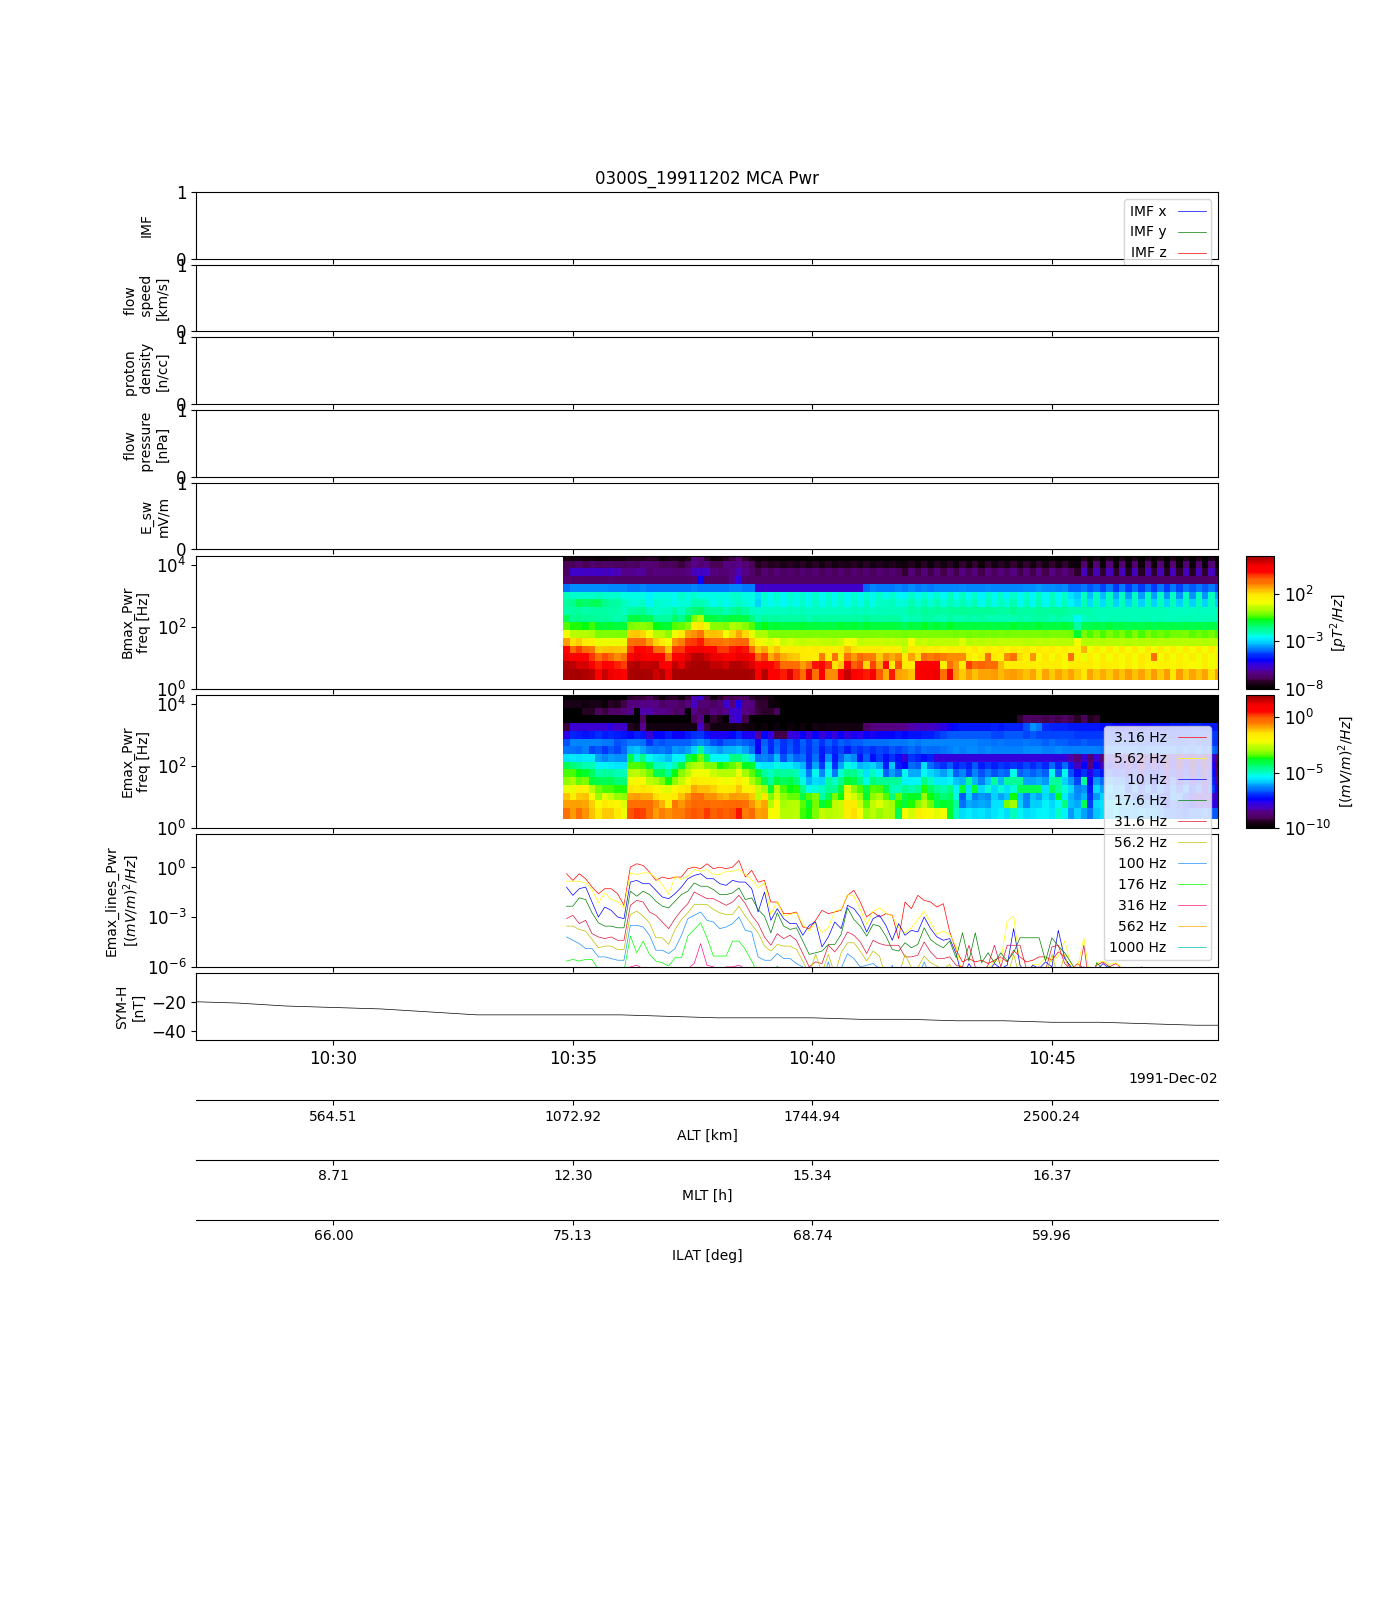 0300S_19911202 MCA Pwr
1
IMF
0
IMF x
IMF y
IMF z
1
flow
speed
[km/s]
0
1
proton
density
[n/cc]
0
1
flow
pressure
[nPa]
0
1
E_sw
mV/m
0
10^4
10^2
10^0
Bmax_Pwr
freq [Hz]
10^2
10^-3
10^-8
[pT^2/Hz]
10^4
10^2
10^0
Emax_Pwr
freq [Hz]
10^0
10^-5
10^-10
[(mV/m)^2/Hz]
3.16 Hz
5.62 Hz
10 Hz
17.6 Hz
31.6 Hz
56.2 Hz
100 Hz
176 Hz
316 Hz
562 Hz
1000 Hz
10^0
10^-3
10^-6
Emax_lines_Pwr
[(mV/m)^2/Hz]
SYM-H
[nT]
−20
−40
10:30 10:35 10:40 10:45
1991-Dec-02
564.51 1072.92 1744.94 2500.24
ALT [km]
8.71 12.30 15.34 16.37
MLT [h]
66.00 75.13 68.74 59.96
ILAT [deg]